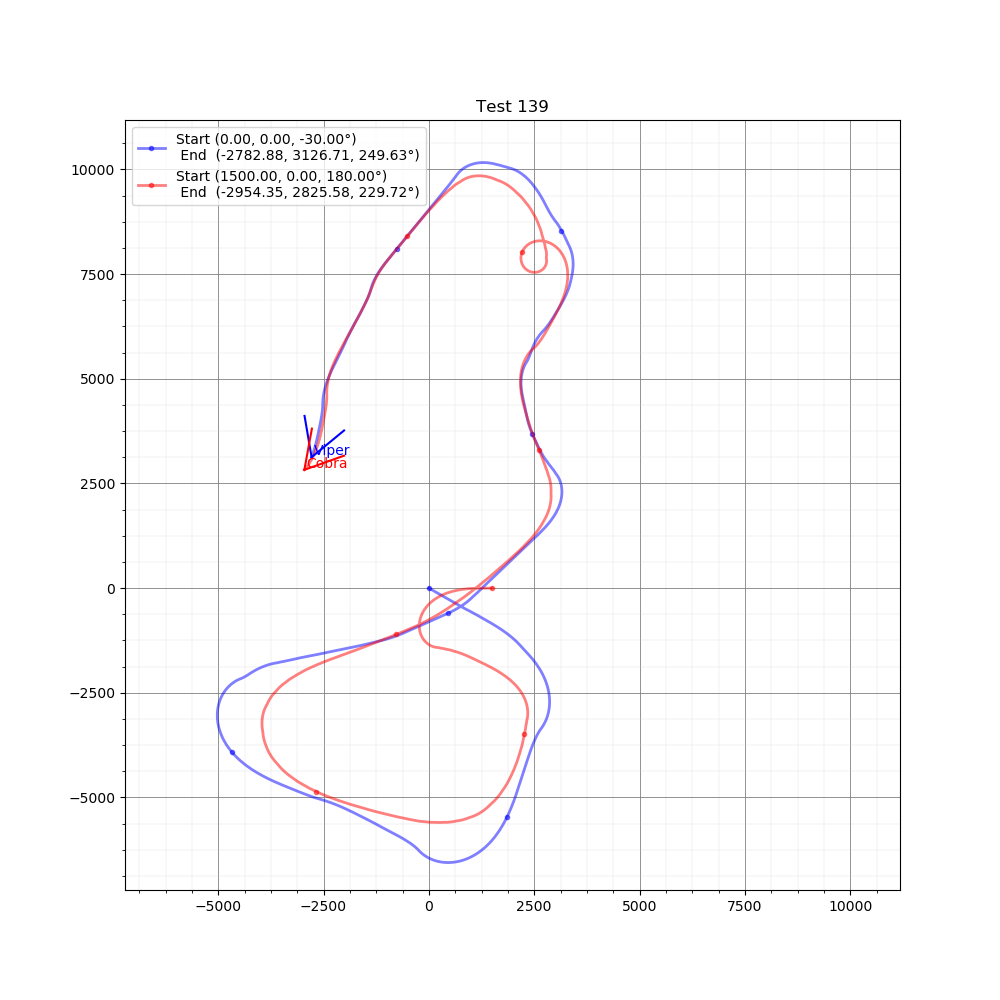 Test 139
Start (0.00, 0.00, -30.00°)
End (-2782.88, 3126.71, 249.63°)
Start (1500.00, 0.00, 180.00°)
End (-2954.35, 2825.58, 229.72°)
10000
7500
5000
2500
0
−2500
−5000
Viper
Cobra
−5000
−2500
0
2500
5000
7500
10000